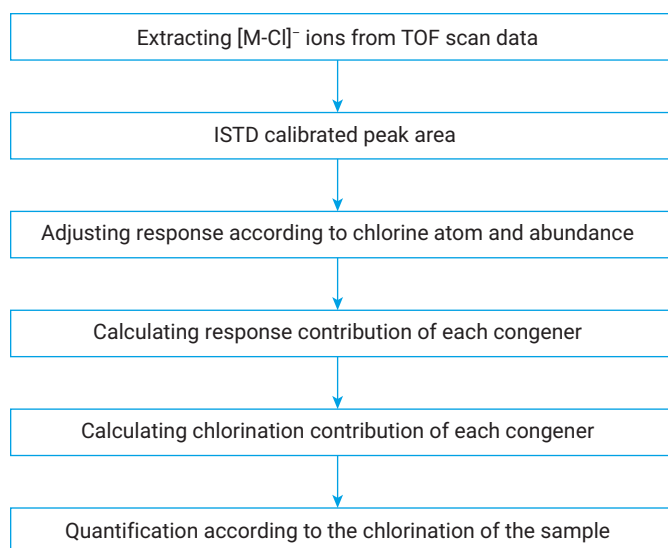 Extracting [M-Cl]⁻ ions from TOF scan data
ISTD calibrated peak area
Adjusting response according to chlorine atom and abundance
Calculating response contribution of each congener
Calculating chlorination contribution of each congener
Quantification according to the chlorination of the sample